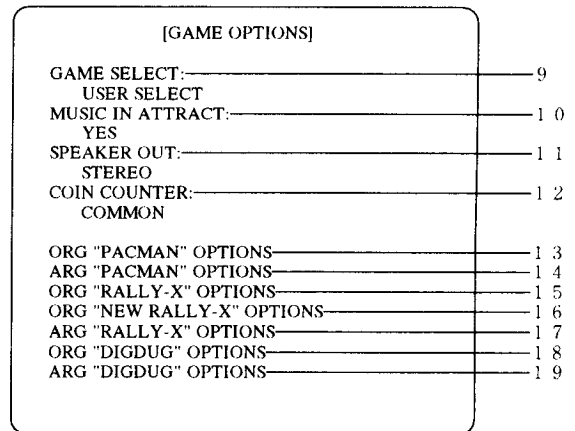 [GAME OPTIONS]
GAME SELECT: 9
USER SELECT
MUSIC IN ATTRACT: 10
YES
SPEAKER OUT: 11
STEREO
COIN COUNTER: 12
COMMON
ORG "PACMAN" OPTIONS 13
ARG "PACMAN" OPTIONS 14
ORG "RALLY-X" OPTIONS 15
ORG "NEW RALLY-X" OPTIONS 16
ARG "RALLY-X" OPTIONS 17
ORG "DIGDUG" OPTIONS 18
ARG "DIGDUG" OPTIONS 19